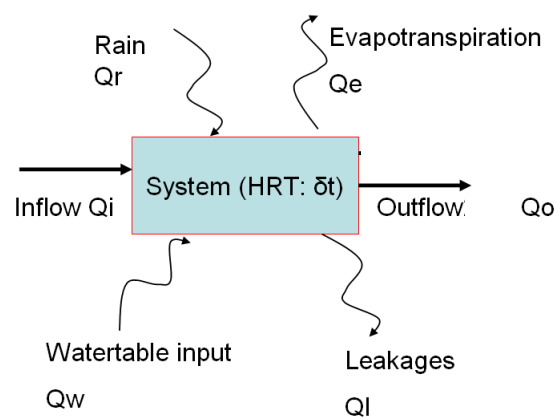 Rain
Qr
Evapotranspiration
Qe
System (HRT: δt)
Inflow Qi
Outflow
Qo
Watertable input
Qw
Leakages
Ql